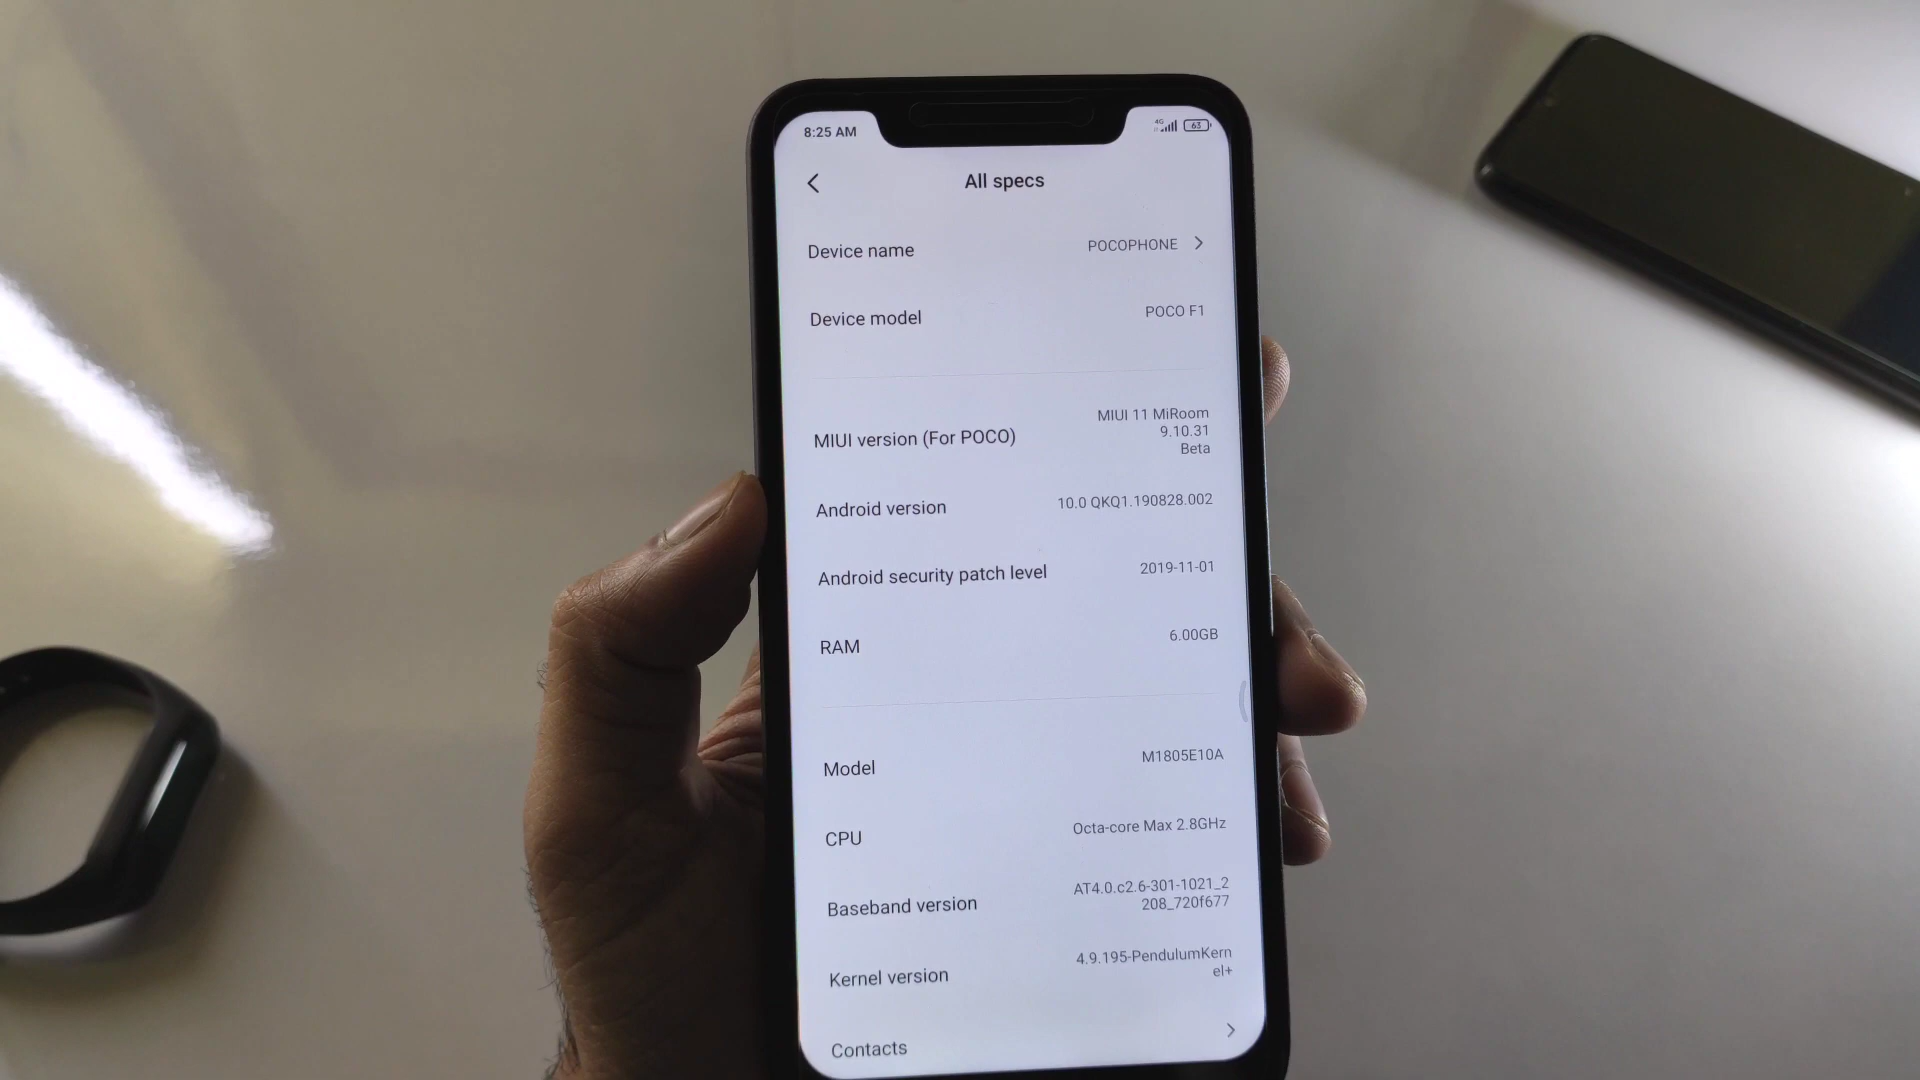 8:25 AM 4G 63
All specs
Device name POCOPHONE
Device model POCO F1
MIUI version (For POCO) MIUI 11 MiRoom
9.10.31
Beta
Android version 10.0 QKQ1.190828.002
Android security patch level 2019-11-01
RAM 6.00GB
Model M1805E10A
CPU Octa-core Max 2.8GHz
Baseband version AT4.0.c2.6-301-1021_2
208_720f677
Kernel version 4.9.195-PendulumKern
el+
Contacts